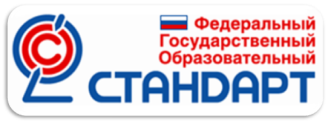 Федеральный
Государственный
Образовательный
СТАНДАРТ